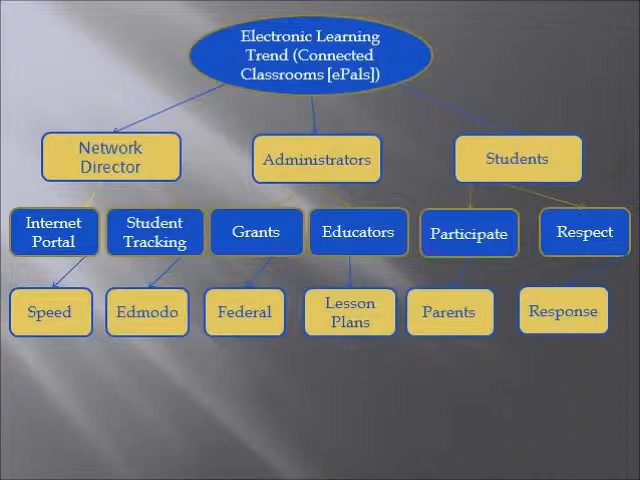 Electronic Learning
Trend (Connected
Classrooms [ePals])
Network
Director
Administrators
Students
Internet
Portal
Student
Tracking
Grants
Educators
Participate
Respect
Speed
Edmodo
Federal
Lesson
Plans
Parents
Response